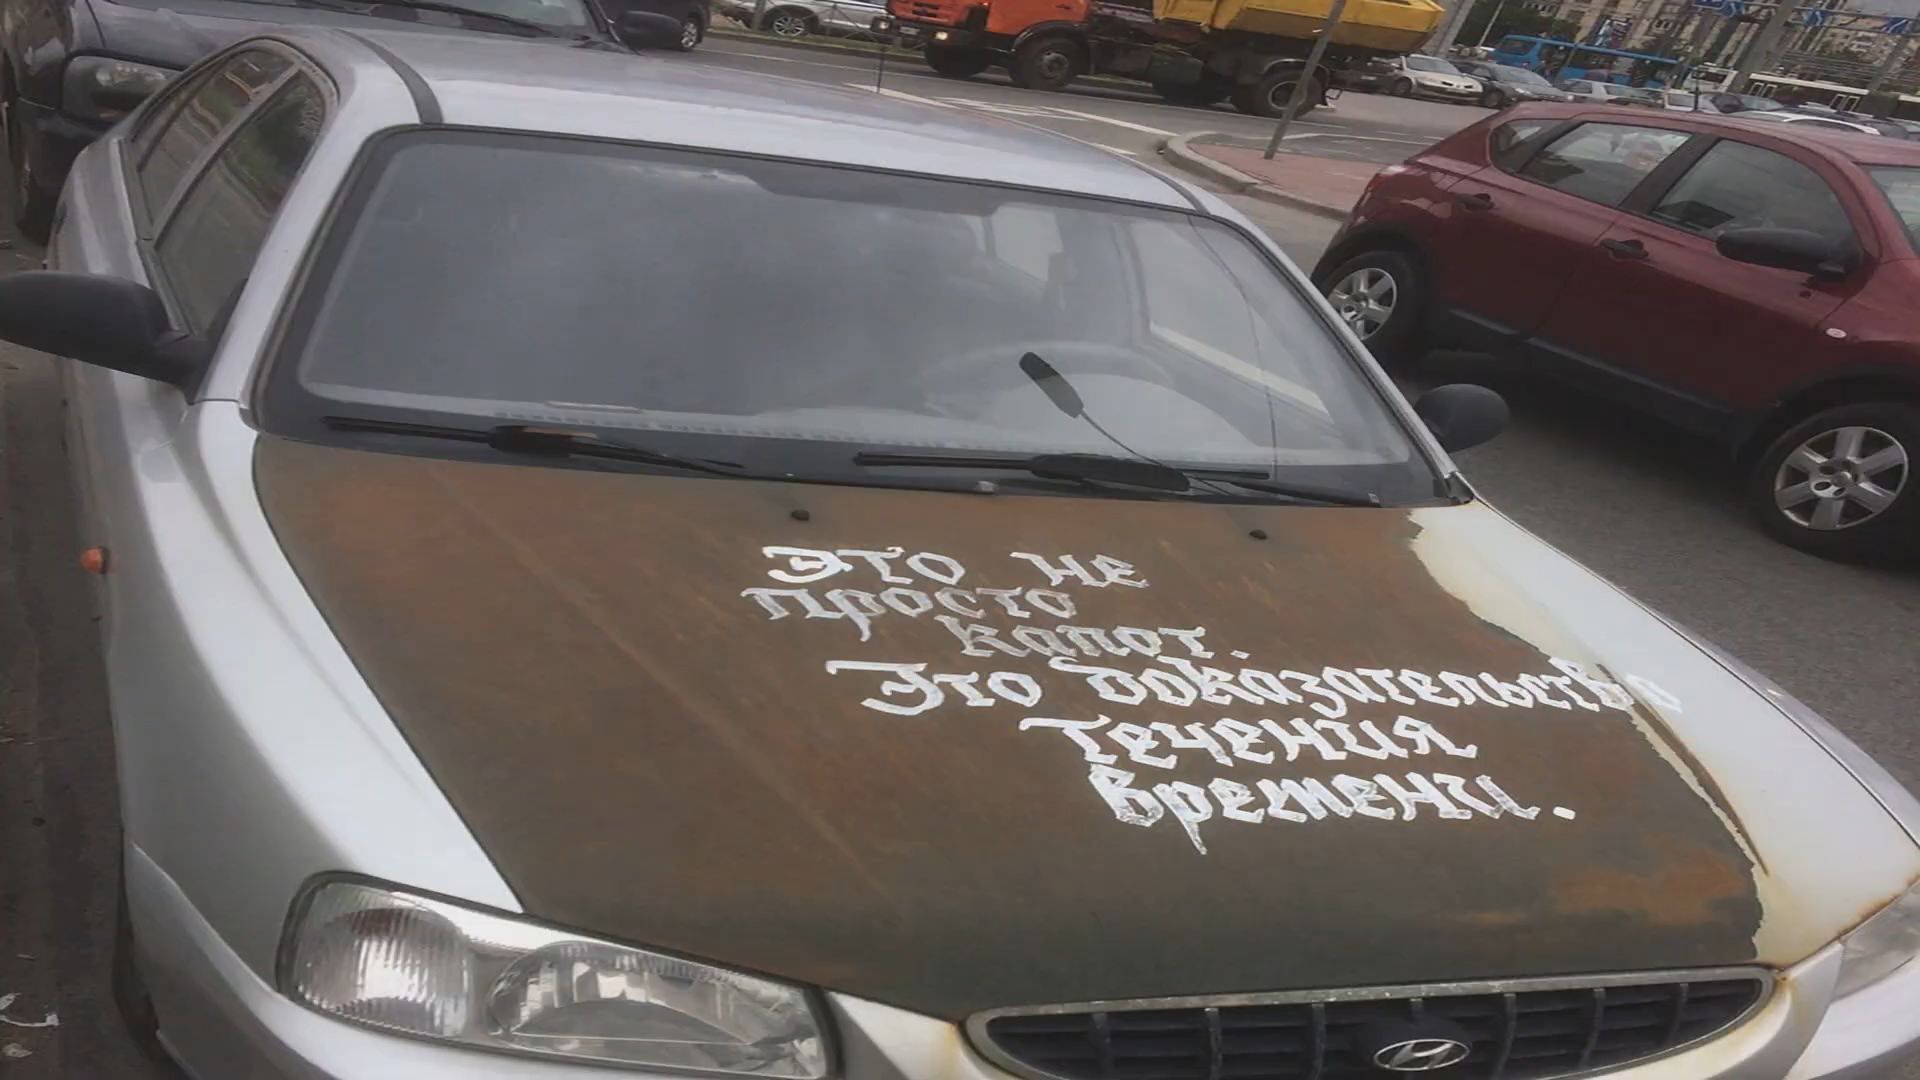 Это не
просто
капот.
Это доказательство
течения
времени.